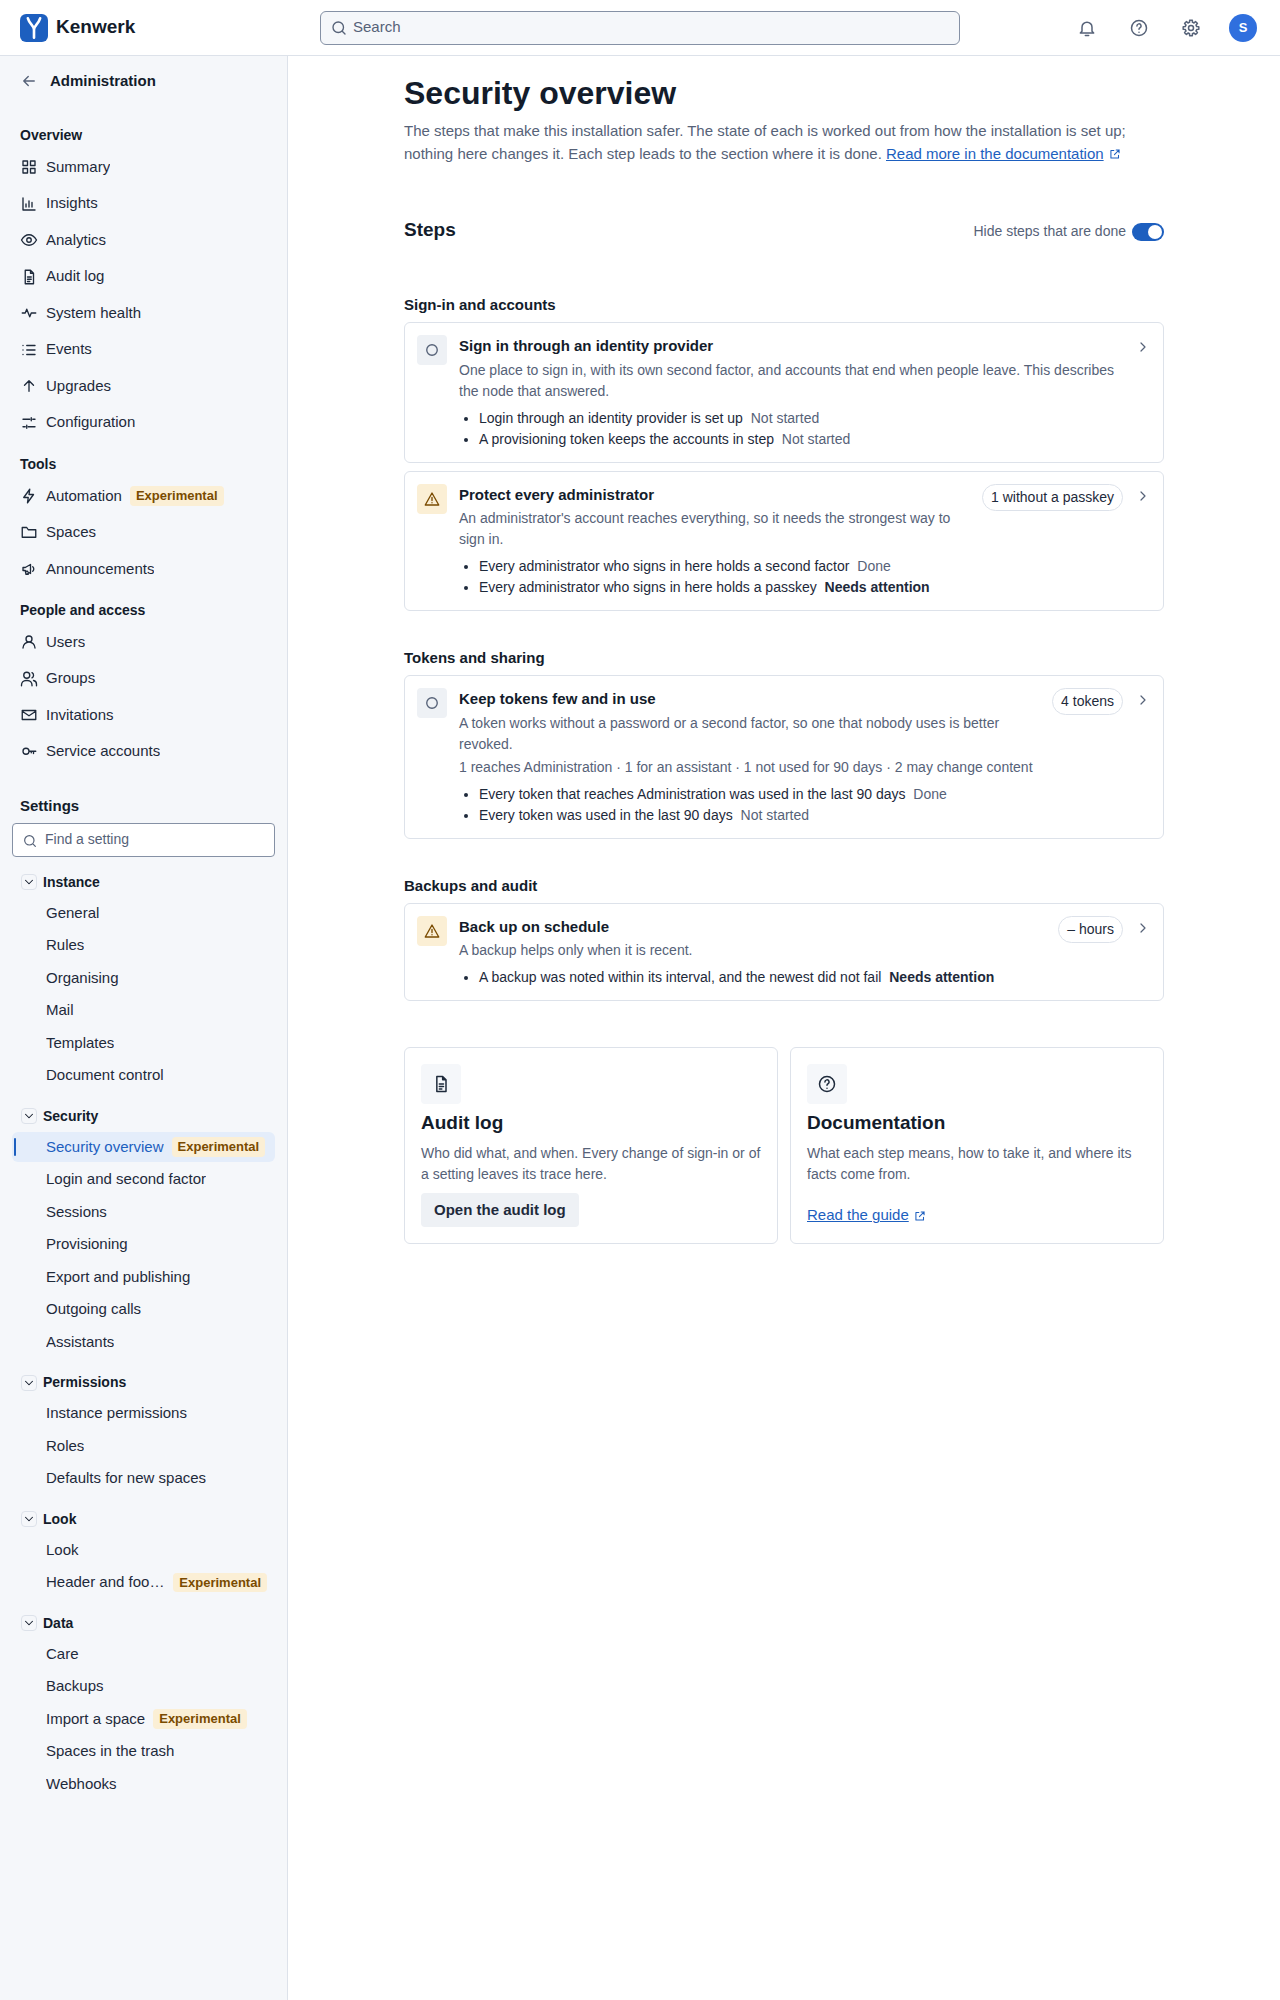 Kenwerk
Search
S
Administration
Overview
Summary
Insights
Analytics
Audit log
System health
Events
Upgrades
Configuration
Tools
Automation Experimental
Spaces
Announcements
People and access
Users
Groups
Invitations
Service accounts
Settings
Find a setting
Instance
General
Rules
Organising
Mail
Templates
Document control
Security
Security overview Experimental
Login and second factor
Sessions
Provisioning
Export and publishing
Outgoing calls
Assistants
Permissions
Instance permissions
Roles
Defaults for new spaces
Look
Look
Header and foo… Experimental
Data
Care
Backups
Import a space Experimental
Spaces in the trash
Webhooks
Security overview
The steps that make this installation safer. The state of each is worked out from how the installation is set up;
nothing here changes it. Each step leads to the section where it is done. Read more in the documentation
Steps
Hide steps that are done
Sign-in and accounts
Sign in through an identity provider
One place to sign in, with its own second factor, and accounts that end when people leave. This describes
the node that answered.
• Login through an identity provider is set up Not started
• A provisioning token keeps the accounts in step Not started
Protect every administrator
1 without a passkey
An administrator's account reaches everything, so it needs the strongest way to
sign in.
• Every administrator who signs in here holds a second factor Done
• Every administrator who signs in here holds a passkey Needs attention
Tokens and sharing
Keep tokens few and in use
4 tokens
A token works without a password or a second factor, so one that nobody uses is better
revoked.
1 reaches Administration · 1 for an assistant · 1 not used for 90 days · 2 may change content
• Every token that reaches Administration was used in the last 90 days Done
• Every token was used in the last 90 days Not started
Backups and audit
Back up on schedule
– hours
A backup helps only when it is recent.
• A backup was noted within its interval, and the newest did not fail Needs attention
Audit log
Who did what, and when. Every change of sign-in or of
a setting leaves its trace here.
Open the audit log
Documentation
What each step means, how to take it, and where its
facts come from.
Read the guide